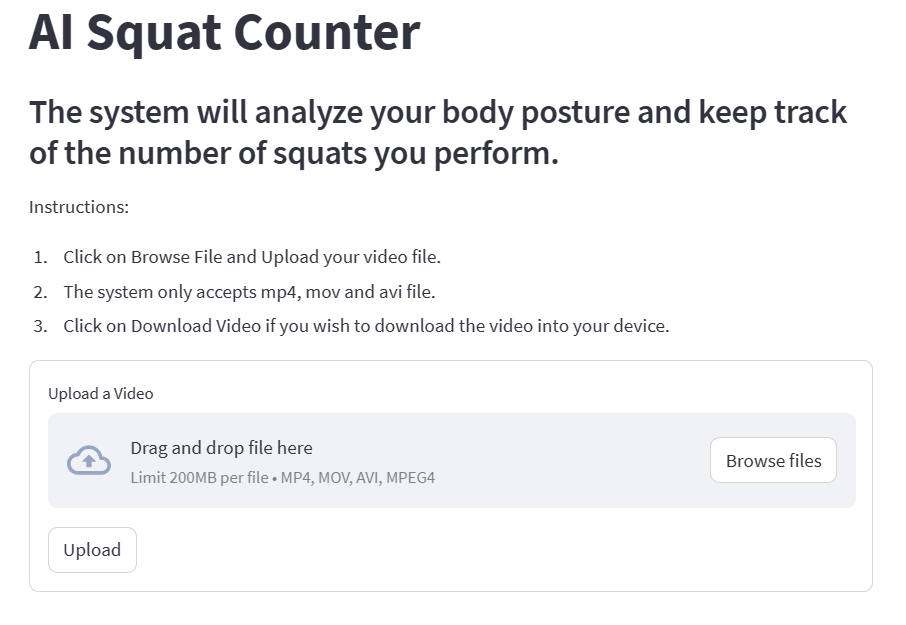 AI Squat Counter
The system will analyze your body posture and keep track
of the number of squats you perform.
Instructions:
1. Click on Browse File and Upload your video file.
2. The system only accepts mp4, mov and avi file.
3. Click on Download Video if you wish to download the video into your device.
Upload a Video
Drag and drop file here
Limit 200MB per file • MP4, MOV, AVI, MPEG4
Browse files
Upload